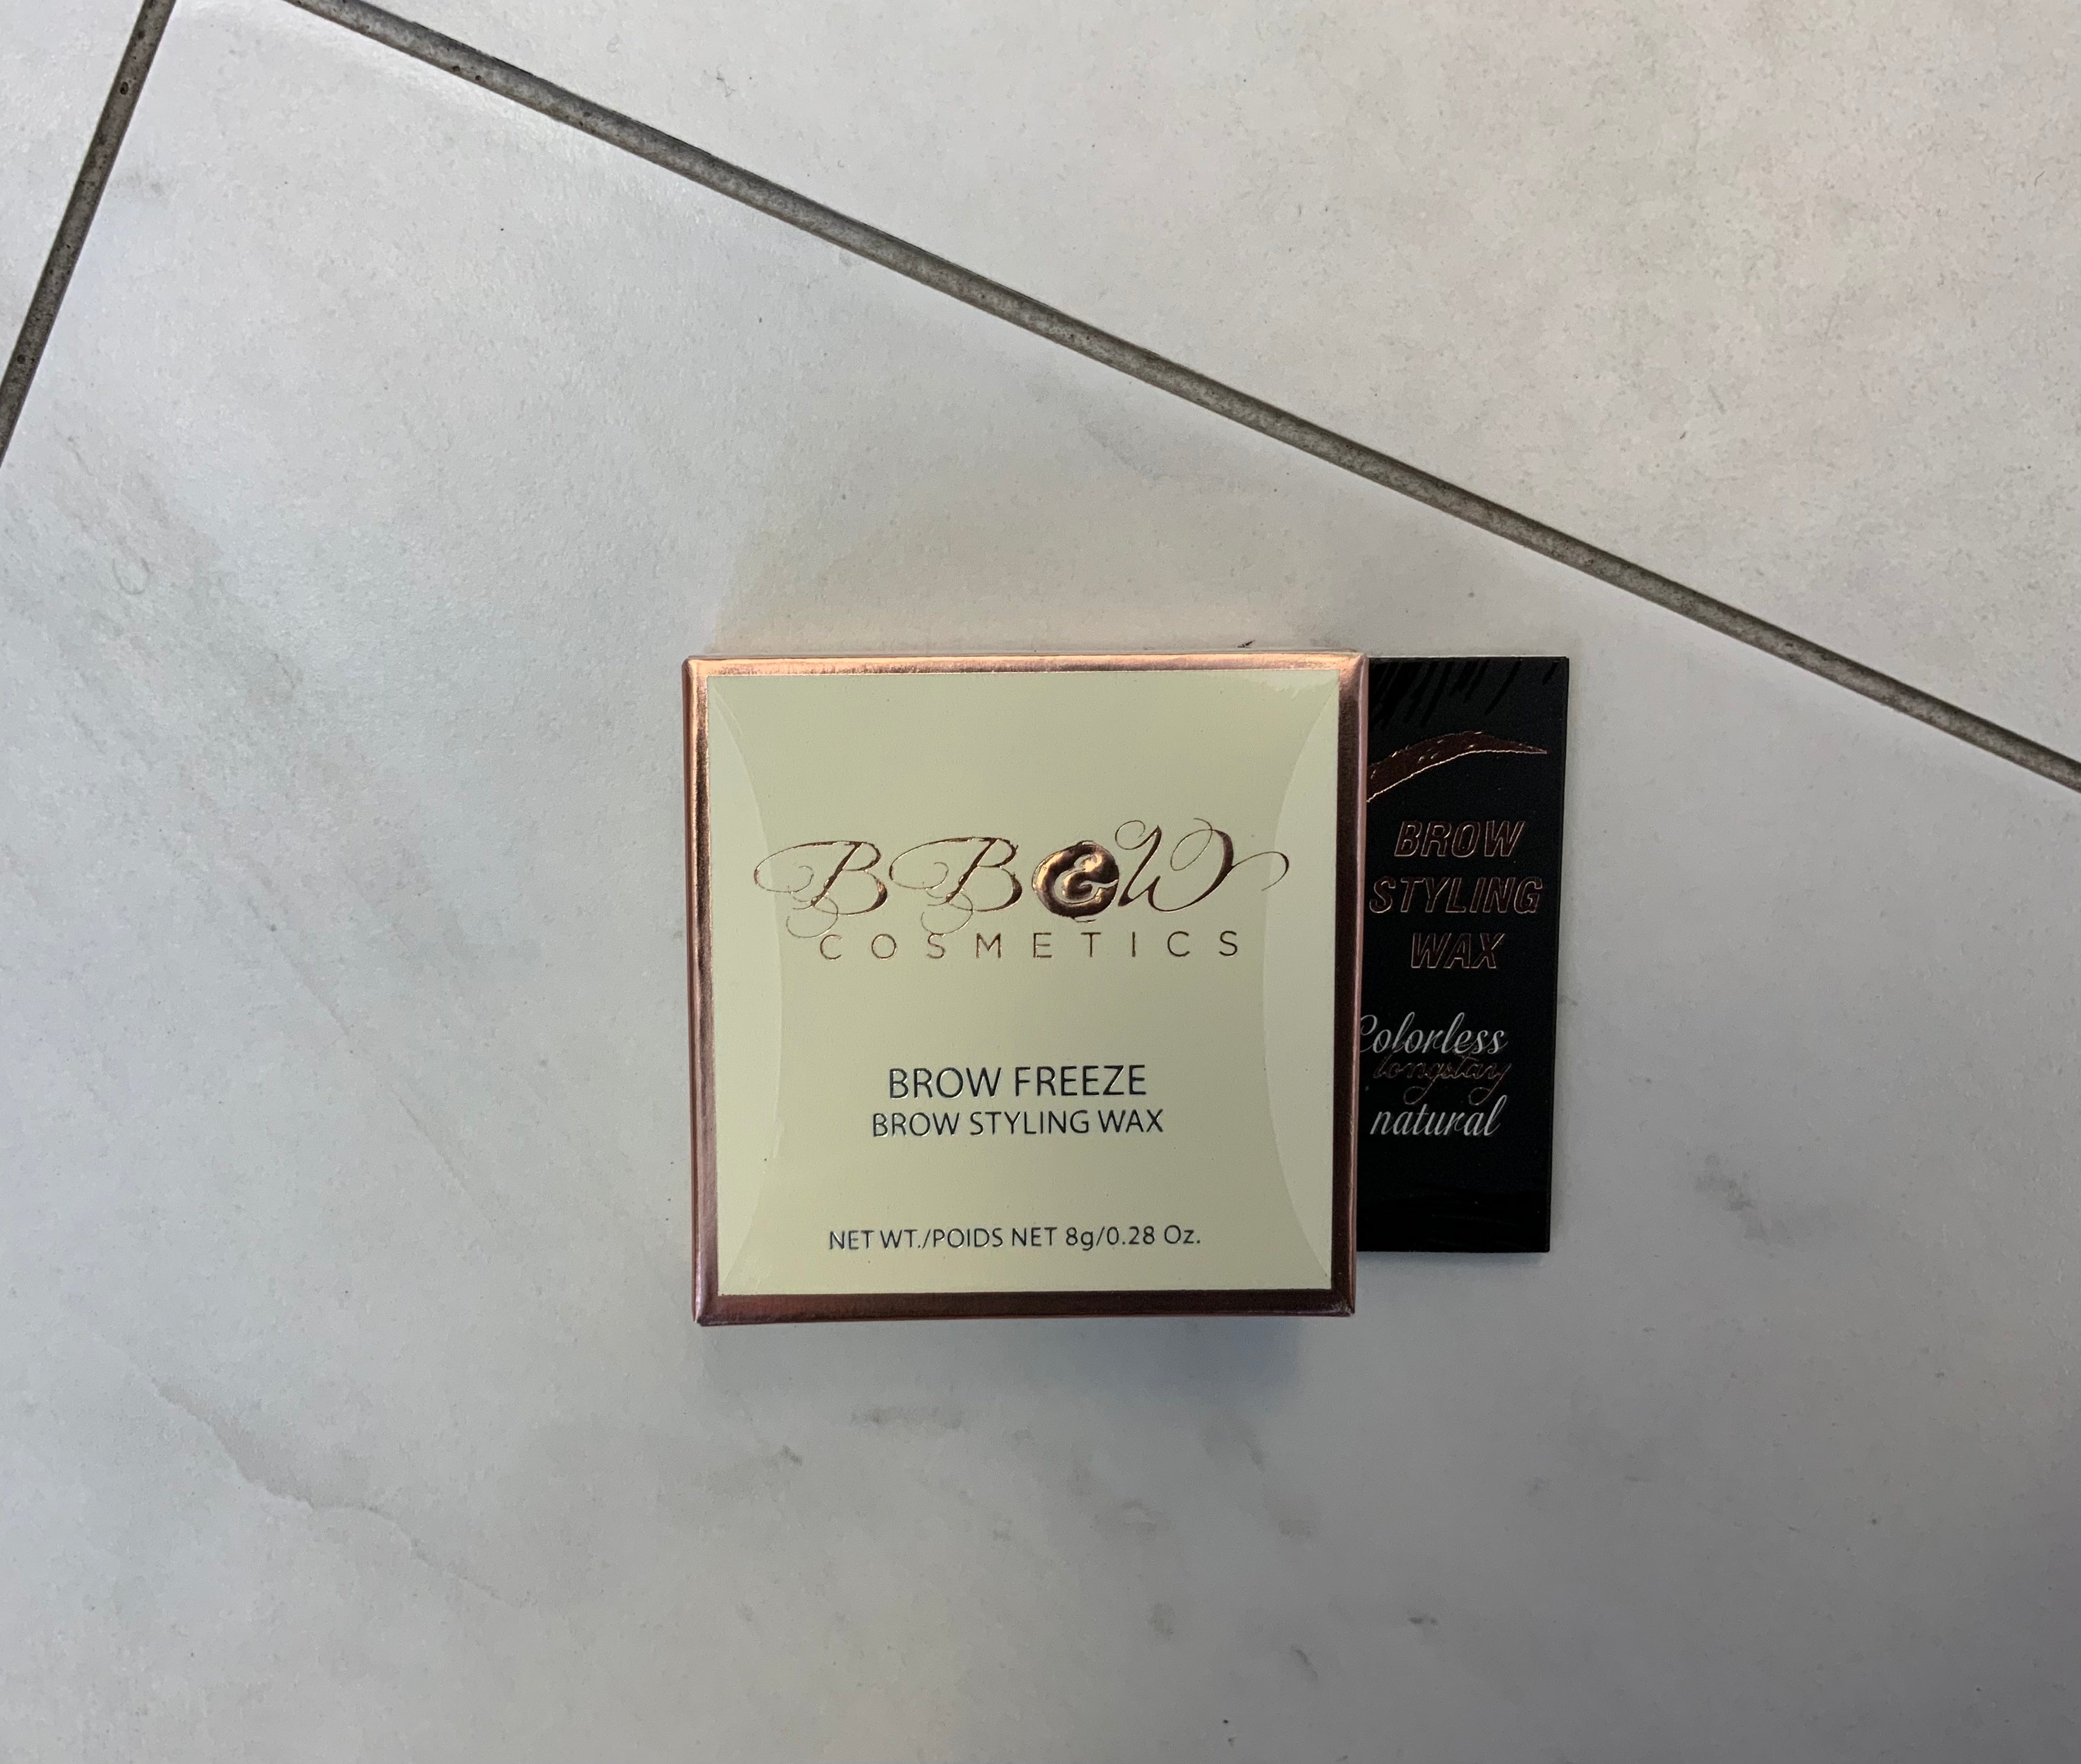 BB&W
COSMETICS
BROW FREEZE
BROW STYLING WAX
NET WT./POIDS NET 8g/0.28 Oz.
BROW
STYLING
WAX
Colorless
longstay
natural